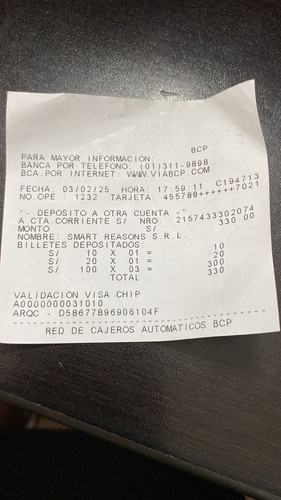 BCP
PARA MAYOR INFORMACION:
BANCA POR TELEFONO: (01)311-9898
BCA POR INTERNET: WWW.VIABCP.COM
C194713
FECHA: 03/02/25 HORA: 17:59:11
NO OPE.: 1232 TARJETA: 455788++++++7021
"- DEPOSITO A OTRA CUENTA -"
A CTA.CORRIENTE S/ NRO: 2157433302074
MONTO S/ 330.00
NOMBRE: SMART REASONS S.R.L.
BILLETES DEPOSITADOS:
S/ 10 X 01 = 10
S/ 20 X 01 = 20
S/ 100 X 03 = 300
TOTAL 330
VALIDACION VISA CHIP
A0000000031010
ARQC - D58677B96906104F
RED DE CAJEROS AUTOMATICOS BCP